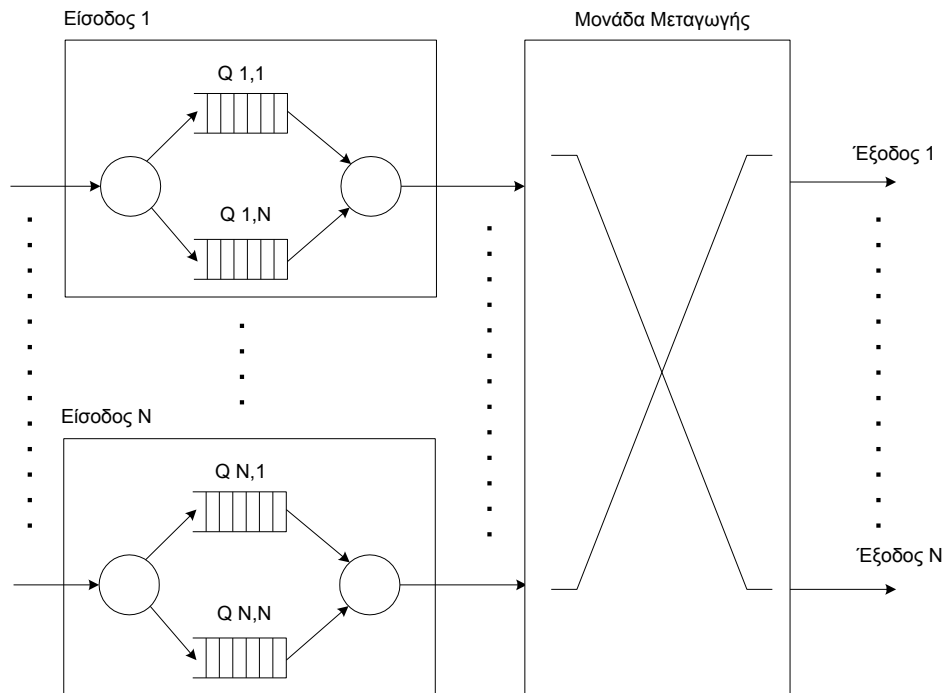 Είσοδος 1
Μονάδα Μεταγωγής
Q 1,1
Έξοδος 1
Q 1,N
Είσοδος N
Q N,1
Έξοδος N
Q N,N